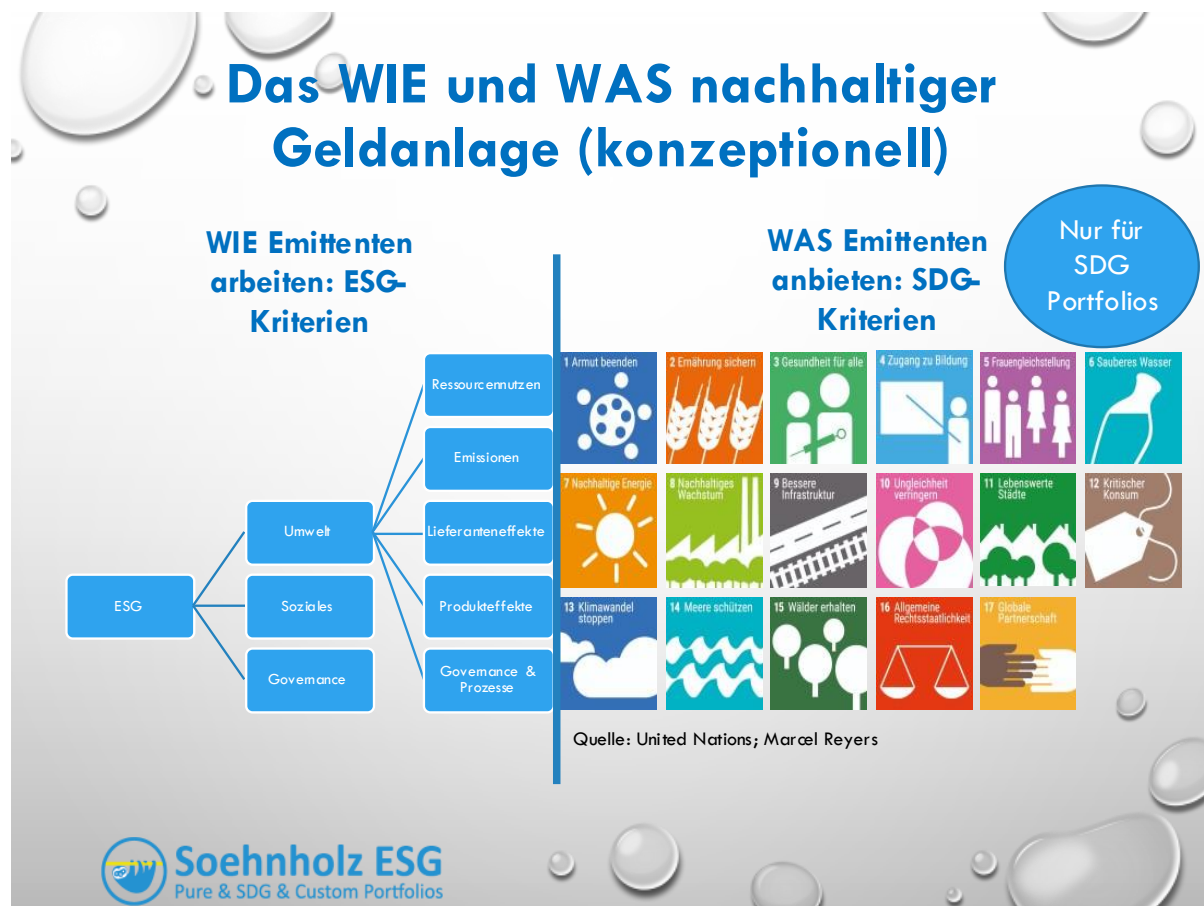 Das WIE und WAS nachhaltiger
Geldanlage (konzeptionell)
WIE Emittenten
arbeiten: ESG-
Kriterien
WAS Emittenten
anbieten: SDG-
Kriterien
Nur für
SDG
Portfolios
ESG
Umwelt
Soziales
Governance
Ressourcennutzen
Emissionen
Lieferanteneffekte
Produkteffekte
Governance &
Prozesse
1 Armut beenden
2 Ernährung sichern
3 Gesundheit für alle
4 Zugang zu Bildung
5 Frauengleichstellung
6 Sauberes Wasser
7 Nachhaltige Energie
8 Nachhaltiges
Wachstum
9 Bessere
Infrastruktur
10 Ungleichheit
verringern
11 Lebenswerte
Städte
12 Kritischer
Konsum
13 Klimawandel
stoppen
14 Meere schützen
15 Wälder erhalten
16 Allgemeine
Rechtsstaatlichkeit
17 Globale
Partnerschaft
Quelle: United Nations; Marcel Reyers
Soehnholz ESG
Pure & SDG & Custom Portfolios